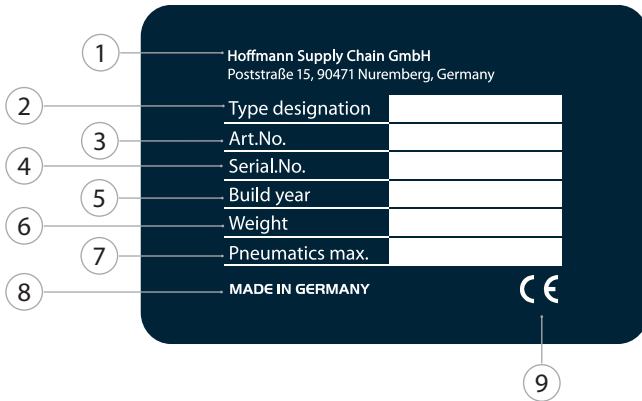 1
Hoffmann Supply Chain GmbH
Poststraße 15, 90471 Nuremberg, Germany
2
Type designation
3
Art.No.
4
Serial.No.
5
Build year
6
Weight
7
Pneumatics max.
8
MADE IN GERMANY
CE
9